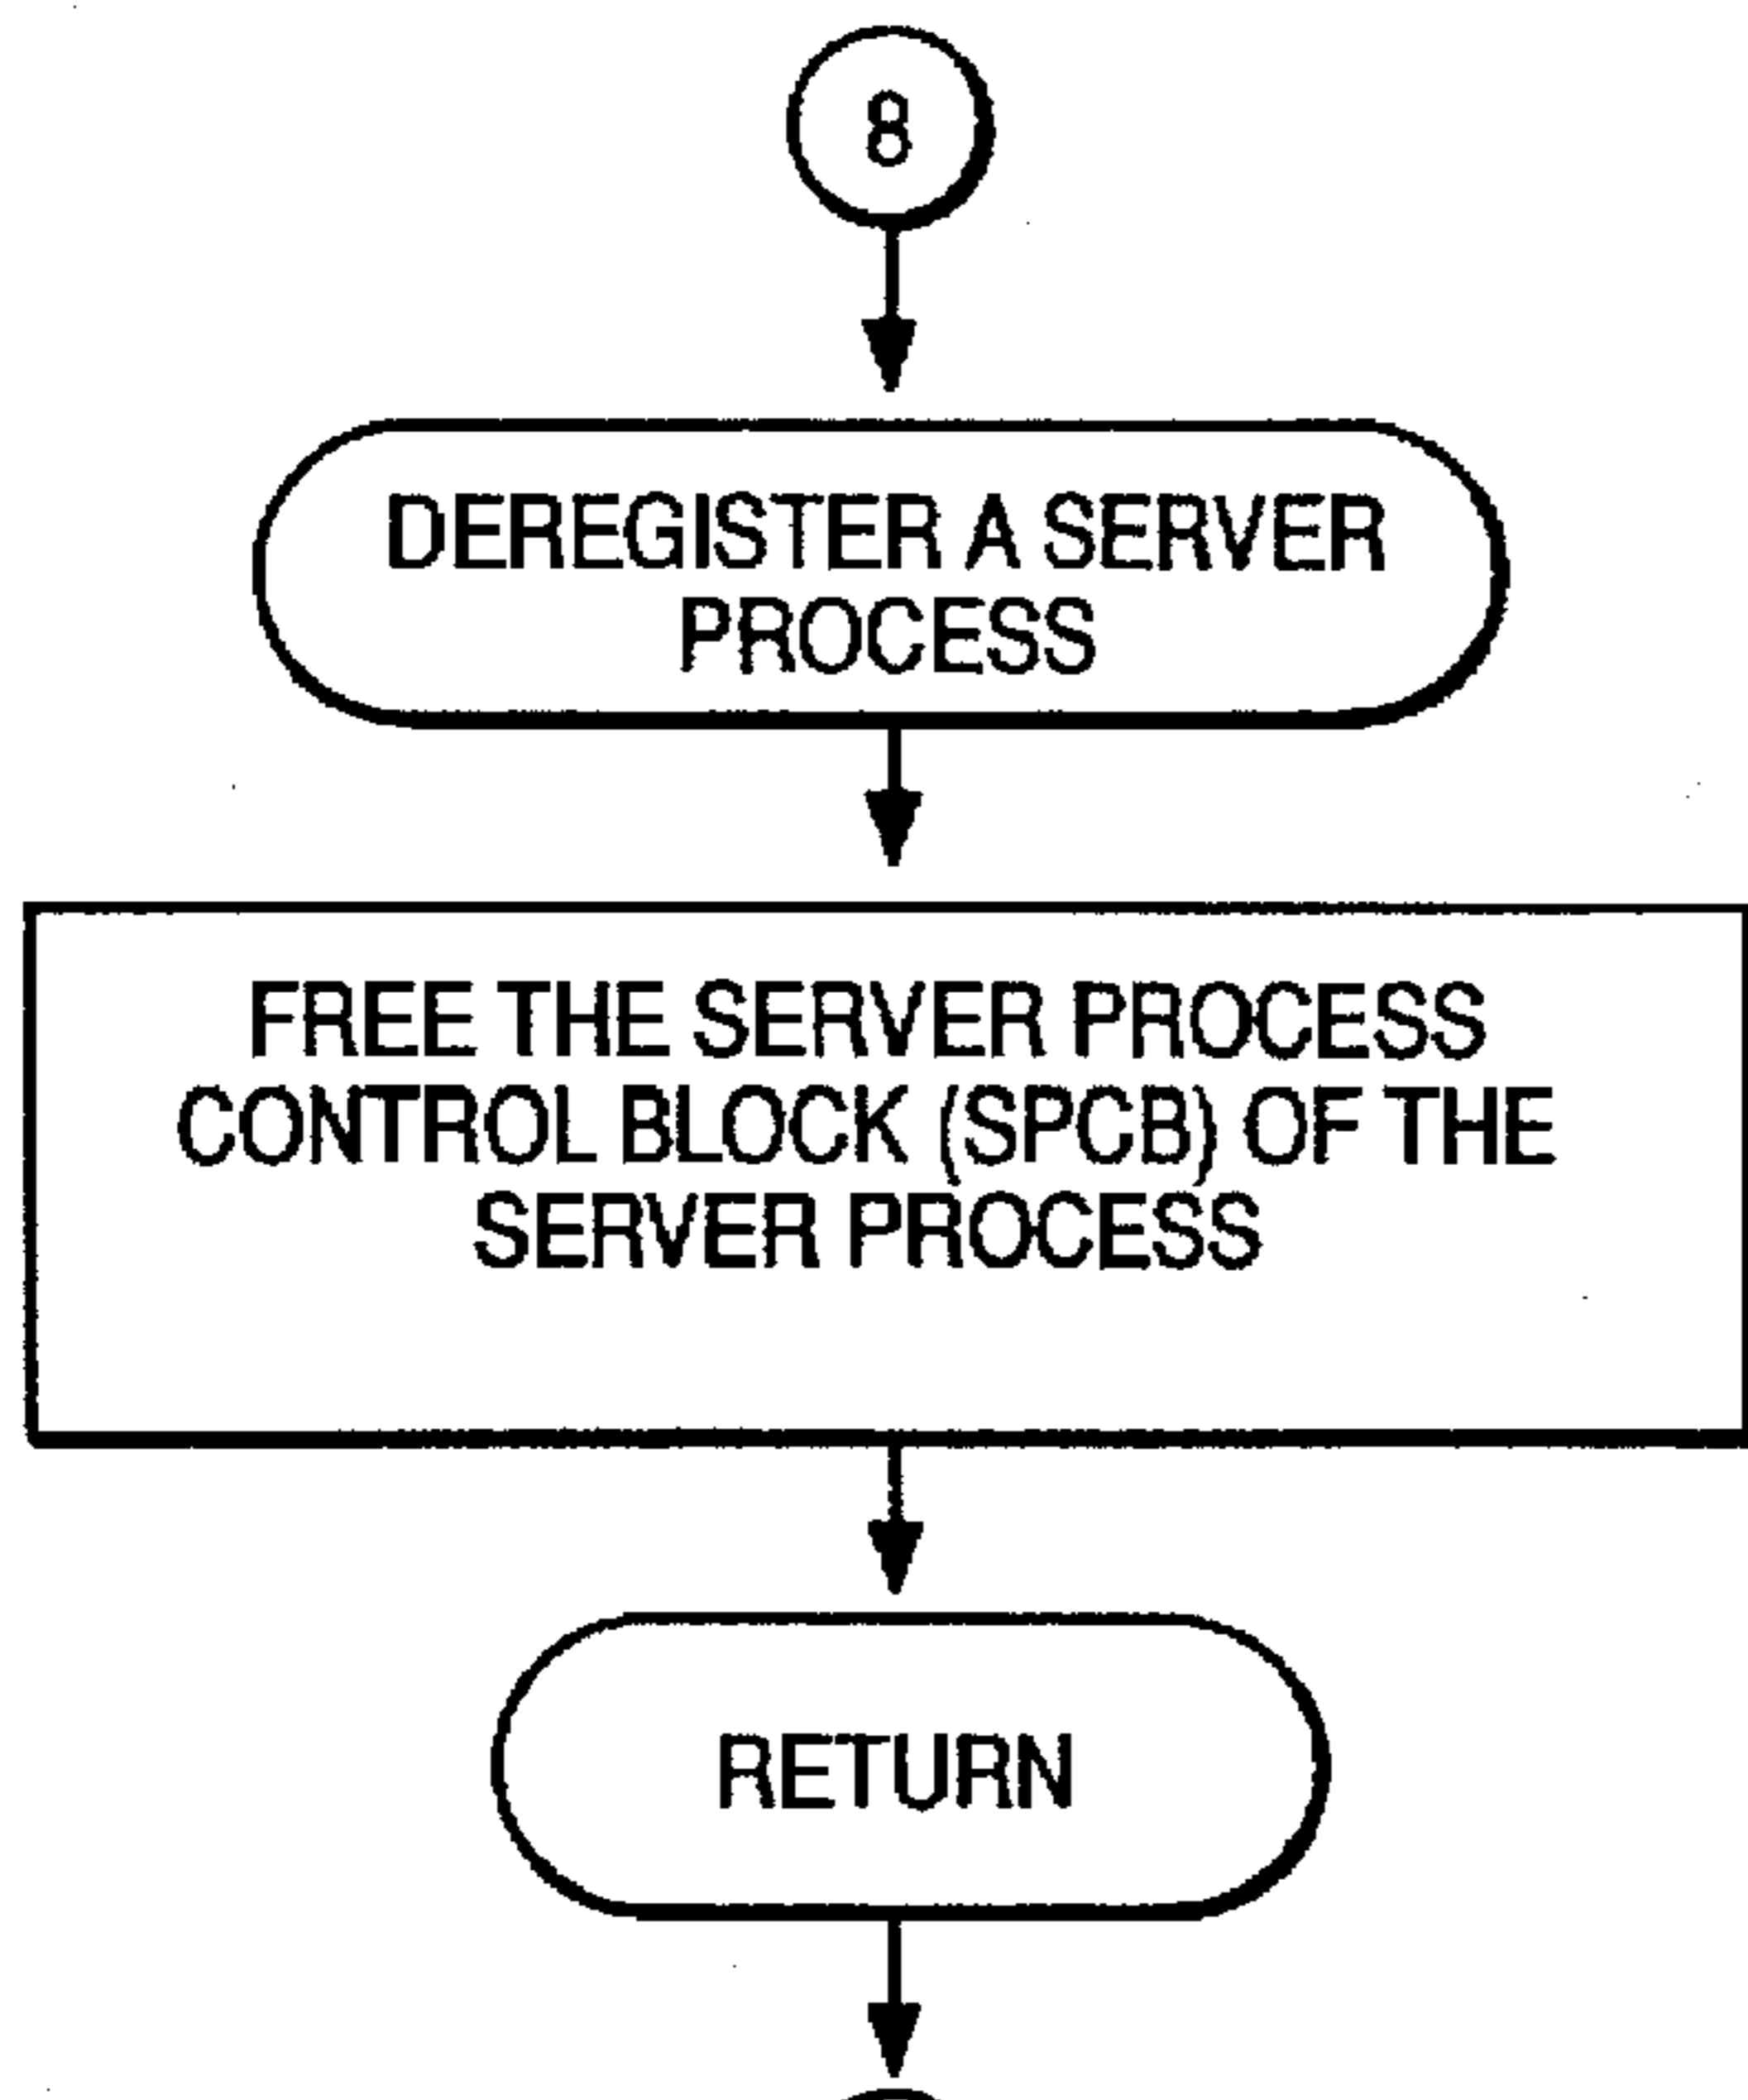 8
DEREGISTER A SERVER
PROCESS
FREE THE SERVER PROCESS
CONTROL BLOCK (SPCB) OF THE
SERVER PROCESS
RETURN